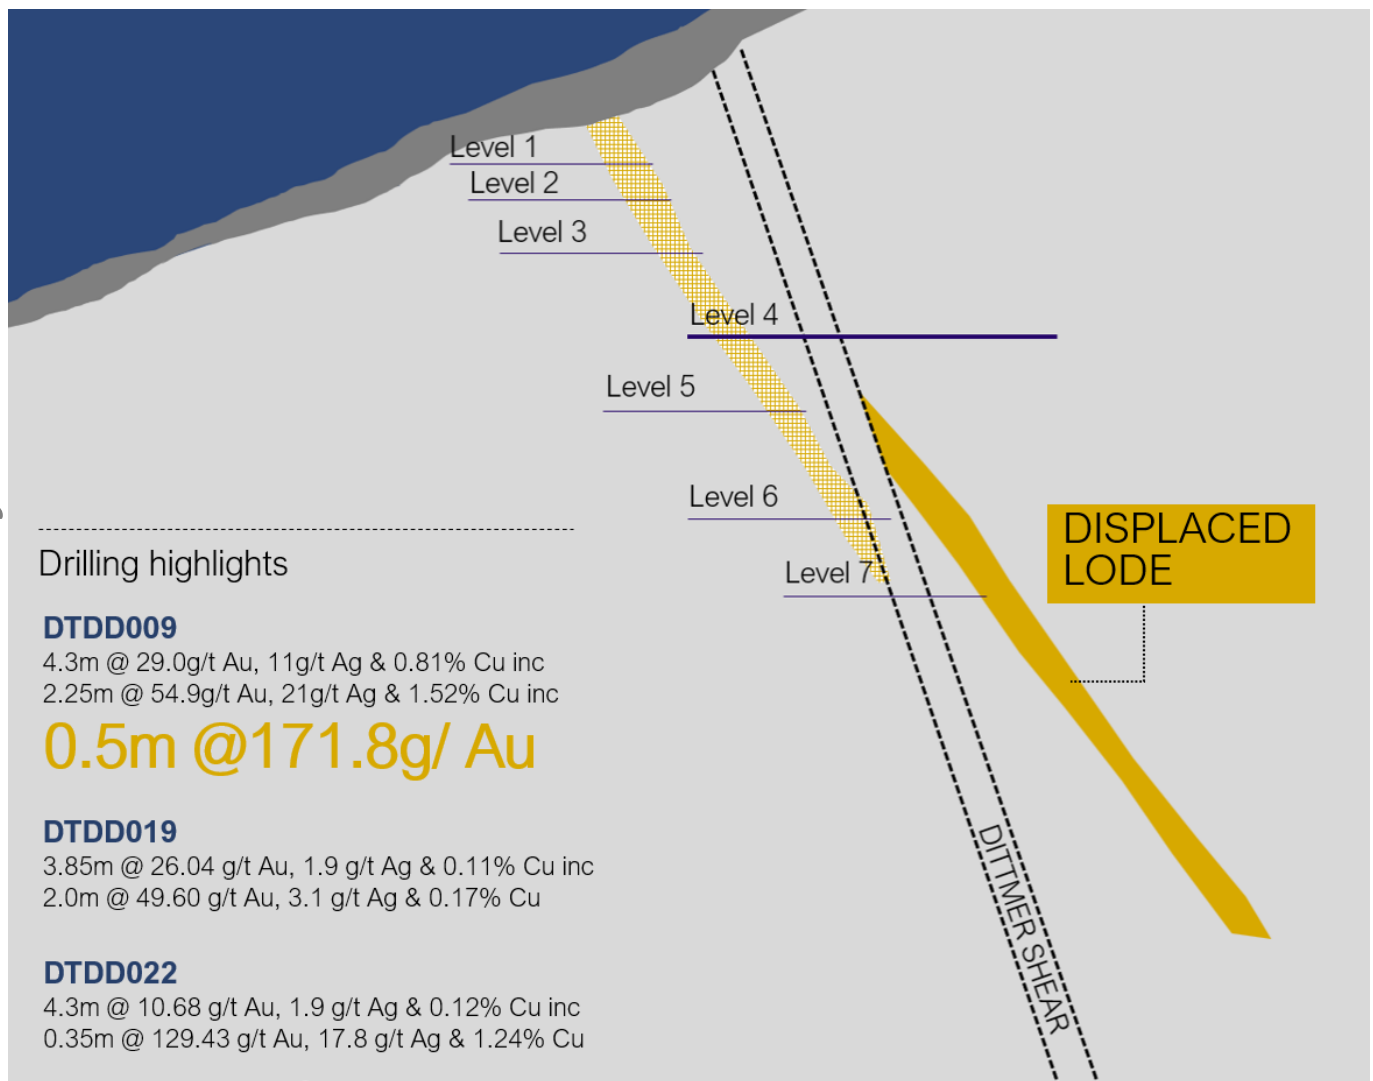 Level 1
Level 2
Level 3
Level 4
Level 5
Level 6
Level 7
DISPLACED
LODE
DITTMER SHEAR
Drilling highlights
DTDD009
4.3m @ 29.0g/t Au, 11g/t Ag & 0.81% Cu inc
2.25m @ 54.9g/t Au, 21g/t Ag & 1.52% Cu inc
0.5m @171.8g/ Au
DTDD019
3.85m @ 26.04 g/t Au, 1.9 g/t Ag & 0.11% Cu inc
2.0m @ 49.60 g/t Au, 3.1 g/t Ag & 0.17% Cu
DTDD022
4.3m @ 10.68 g/t Au, 1.9 g/t Ag & 0.12% Cu inc
0.35m @ 129.43 g/t Au, 17.8 g/t Ag & 1.24% Cu